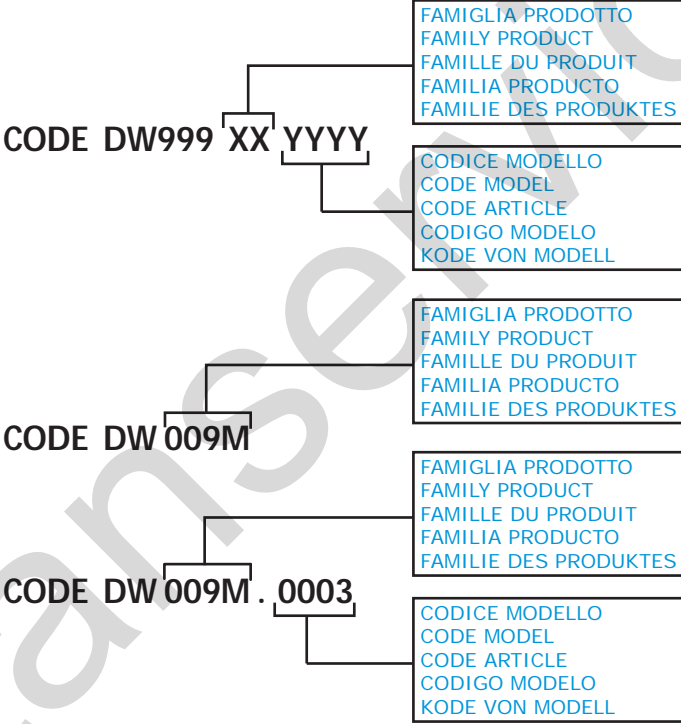 FAMIGLIA PRODOTTO
FAMILY PRODUCT
FAMILLE DU PRODUIT
FAMILIA PRODUCTO
FAMILIE DES PRODUKTES
CODE DW999 XX YYYY
CODICE MODELLO
CODE MODEL
CODE ARTICLE
CODIGO MODELO
KODE VON MODELL
FAMIGLIA PRODOTTO
FAMILY PRODUCT
FAMILLE DU PRODUIT
FAMILIA PRODUCTO
FAMILIE DES PRODUKTES
CODE DW 009M
FAMIGLIA PRODOTTO
FAMILY PRODUCT
FAMILLE DU PRODUIT
FAMILIA PRODUCTO
FAMILIE DES PRODUKTES
CODE DW 009M . 0003
CODICE MODELLO
CODE MODEL
CODE ARTICLE
CODIGO MODELO
KODE VON MODELL